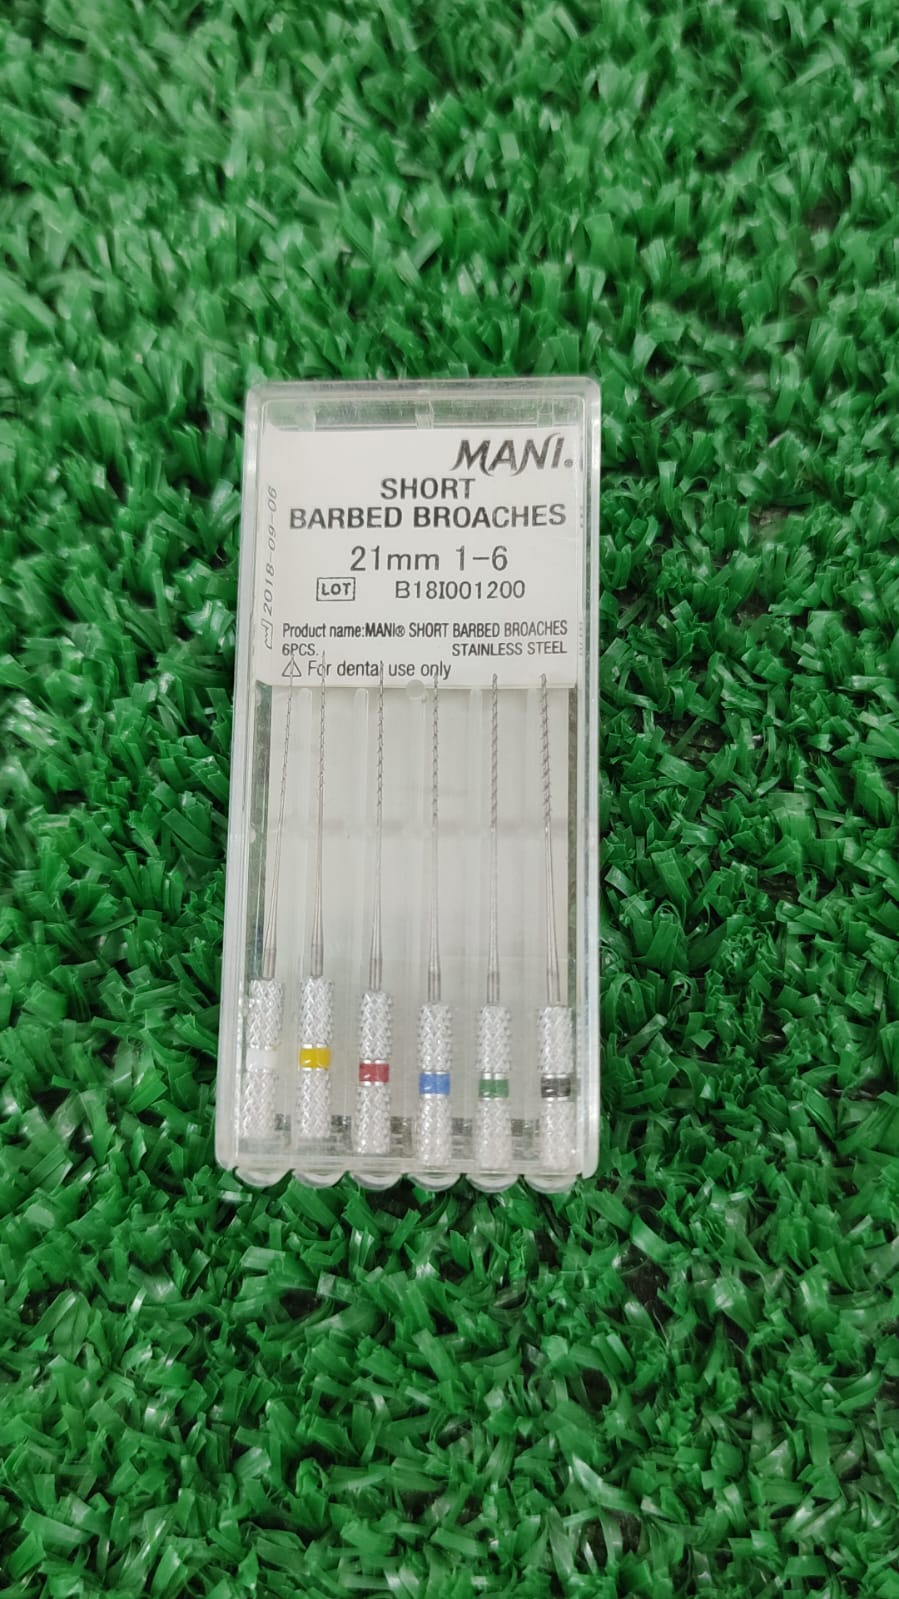 MANI®
SHORT
BARBED BROACHES
21mm 1-6
LOT B18I001200
Product name:MANI® SHORT BARBED BROACHES
6PCS. STAINLESS STEEL
For dental use only
2018-09-06